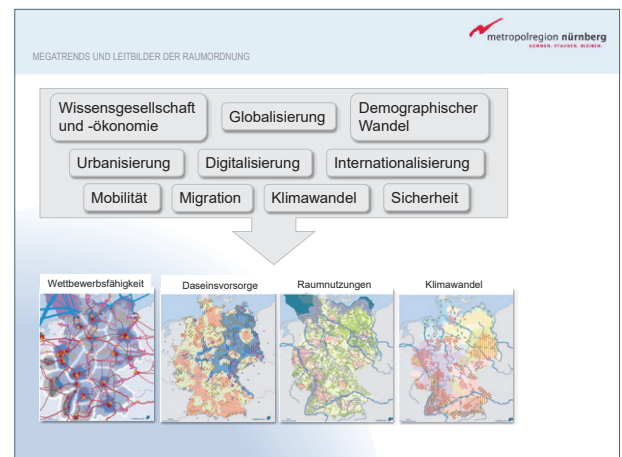 metropolregion nürnberg
KOMMEN. STAUNEN. BLEIBEN.
MEGATRENDS UND LEITBILDER DER RAUMORDNUNG
Wissensgesellschaft
und -ökonomie
Globalisierung
Demographischer
Wandel
Urbanisierung
Digitalisierung
Internationalisierung
Mobilität
Migration
Klimawandel
Sicherheit
Wettbewerbsfähigkeit
Daseinsvorsorge
Raumnutzungen
Klimawandel